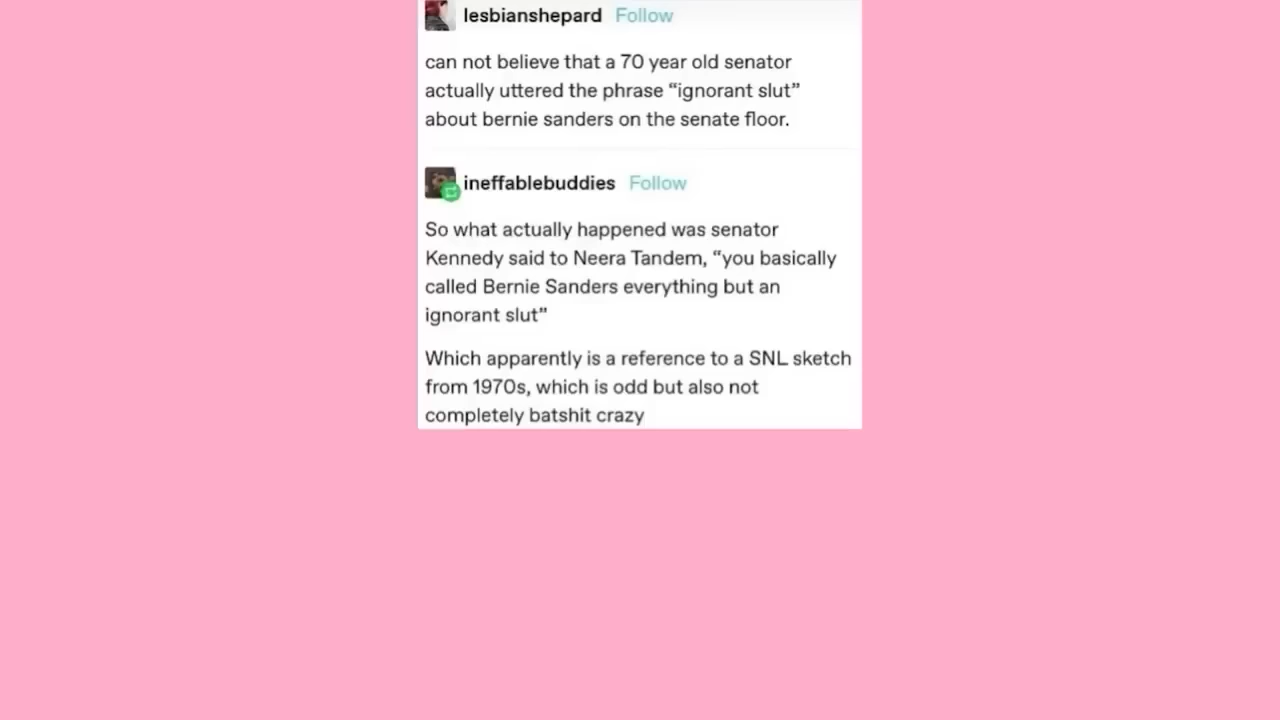 lesbianshepard Follow
can not believe that a 70 year old senator
actually uttered the phrase “ignorant slut”
about bernie sanders on the senate floor.
ineffablebuddies Follow
So what actually happened was senator
Kennedy said to Neera Tandem, “you basically
called Bernie Sanders everything but an
ignorant slut”
Which apparently is a reference to a SNL sketch
from 1970s, which is odd but also not
completely batshit crazy